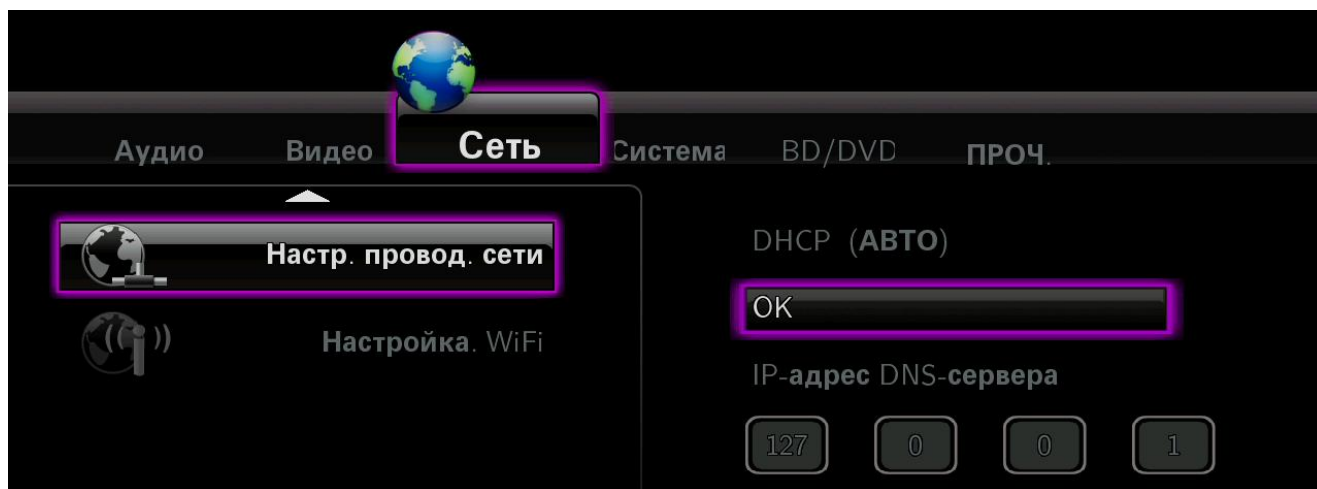 Аудио Видео Сеть Система BD/DVD ПРОЧ.
Настр. провод. сети
Настройка. WiFi
DHCP (АВТО)
OK
IP-адрес DNS-сервера
127 0 0 1